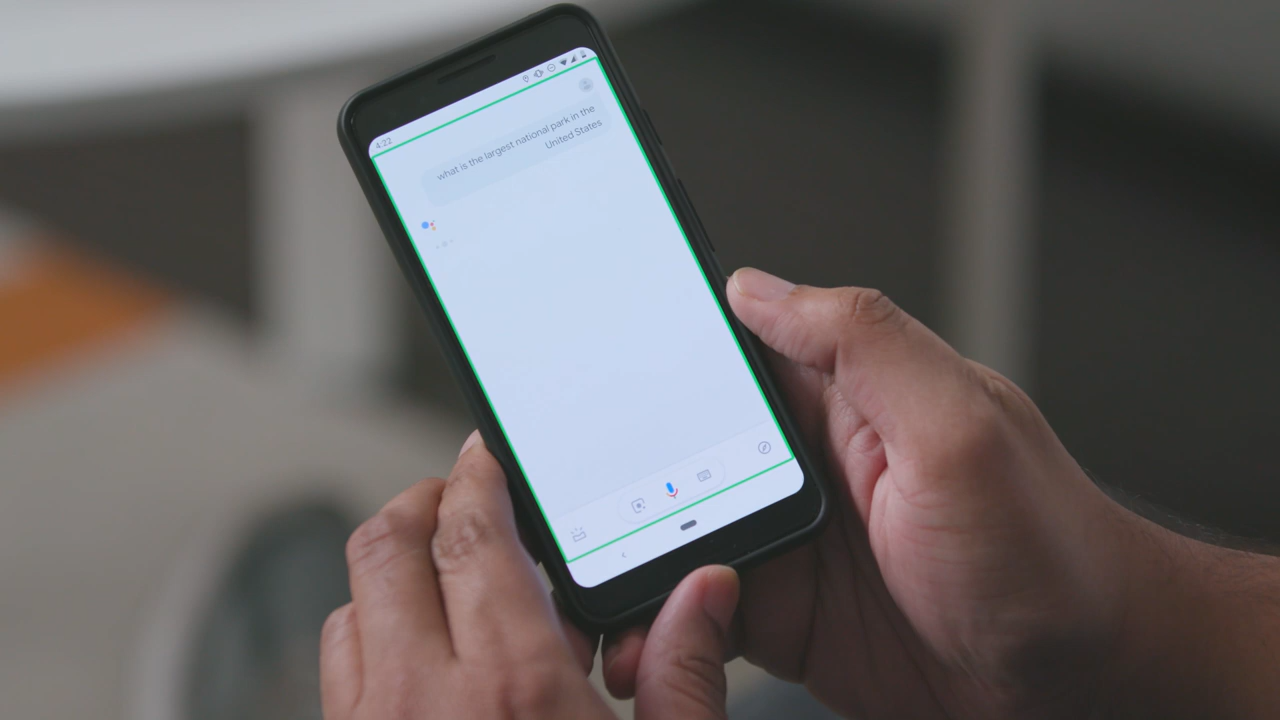 4:22
what is the largest national park in the
United States